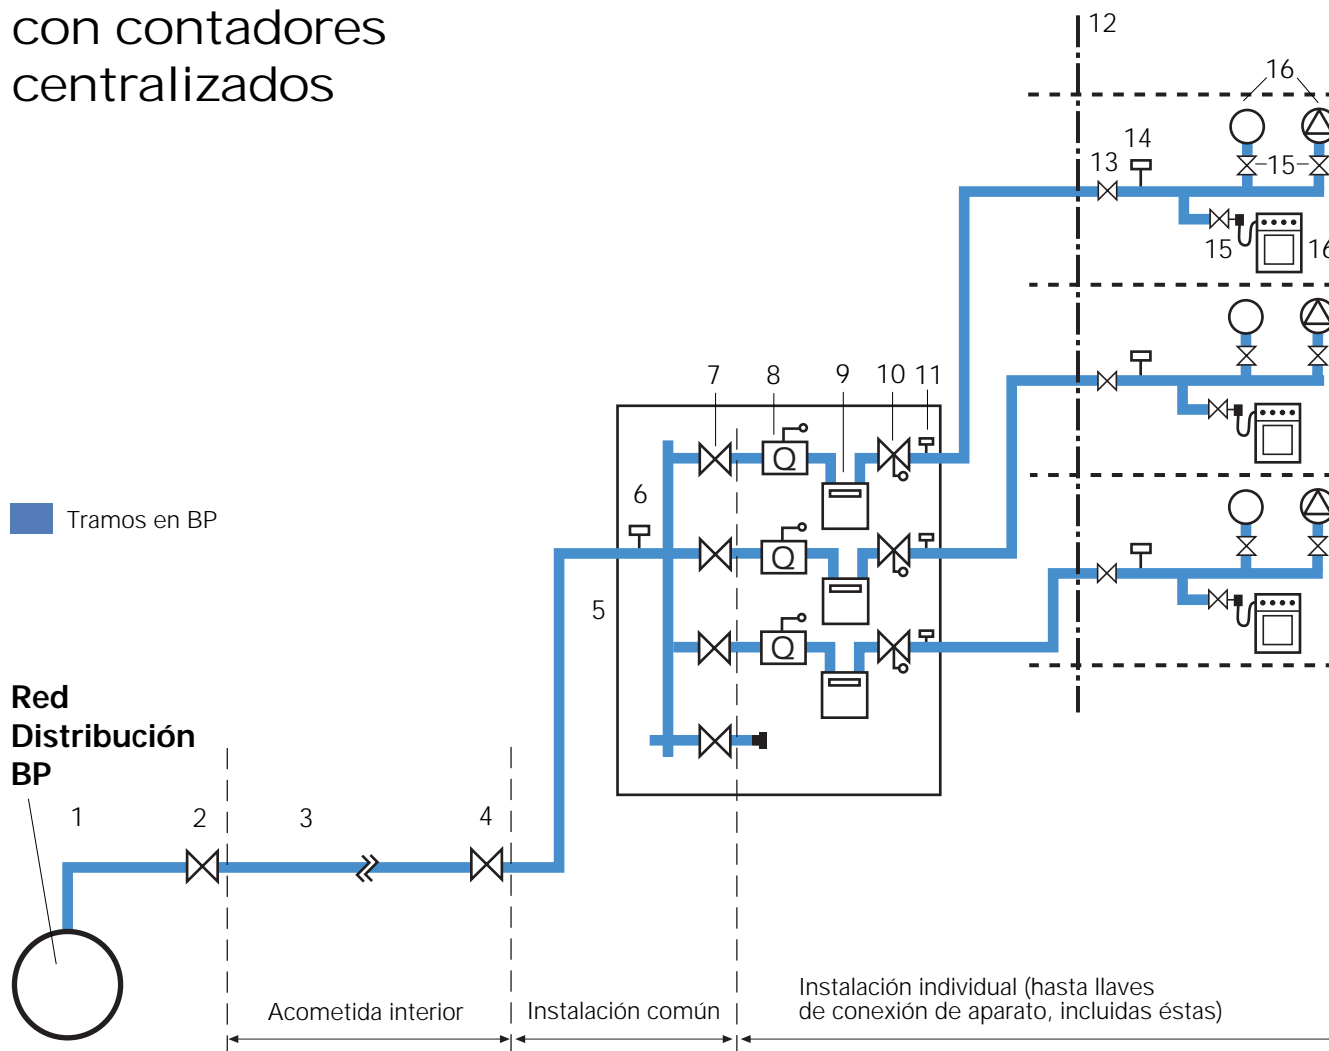 con contadores
centralizados
12
16
14
13
15
15
16
7
8
9
10
11
Q
6
Tramos en BP
Q
5
Q
Red
Distribución
BP
1
2
3
4
Acometida interior
Instalación común
Instalación individual (hasta llaves
de conexión de aparato, incluidas éstas)